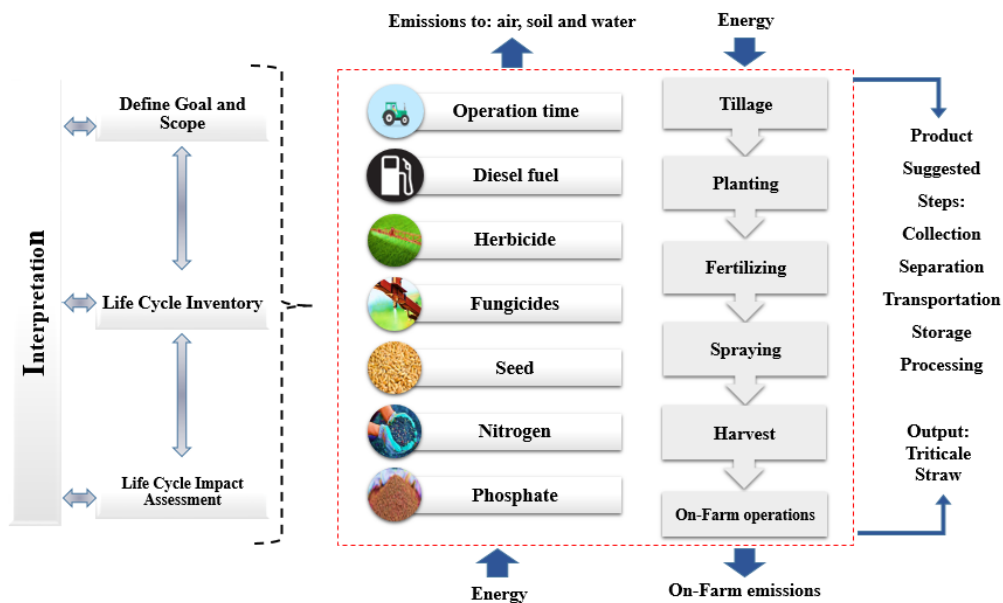 Emissions to: air, soil and water
Energy
Interpretation
Define Goal and
Scope
Life Cycle Inventory
Life Cycle Impact
Assessment
Operation time
Diesel fuel
Herbicide
Fungicides
Seed
Nitrogen
Phosphate
Tillage
Planting
Fertilizing
Spraying
Harvest
On-Farm operations
Product
Suggested
Steps:
Collection
Separation
Transportation
Storage
Processing
Output:
Triticale
Straw
Energy
On-Farm emissions